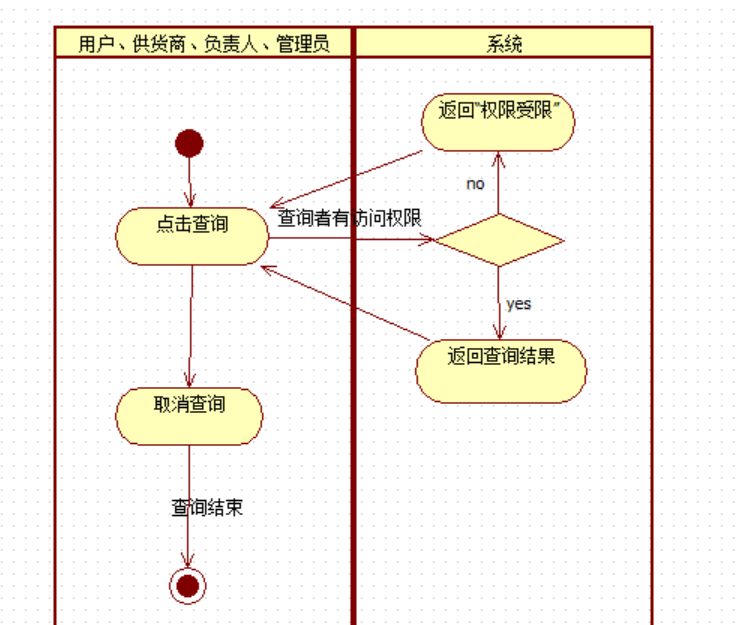 用户、供货商、负责人、管理员
系统
返回“权限受限”
no
查询者有访问权限
点击查询
yes
返回查询结果
取消查询
查询结束